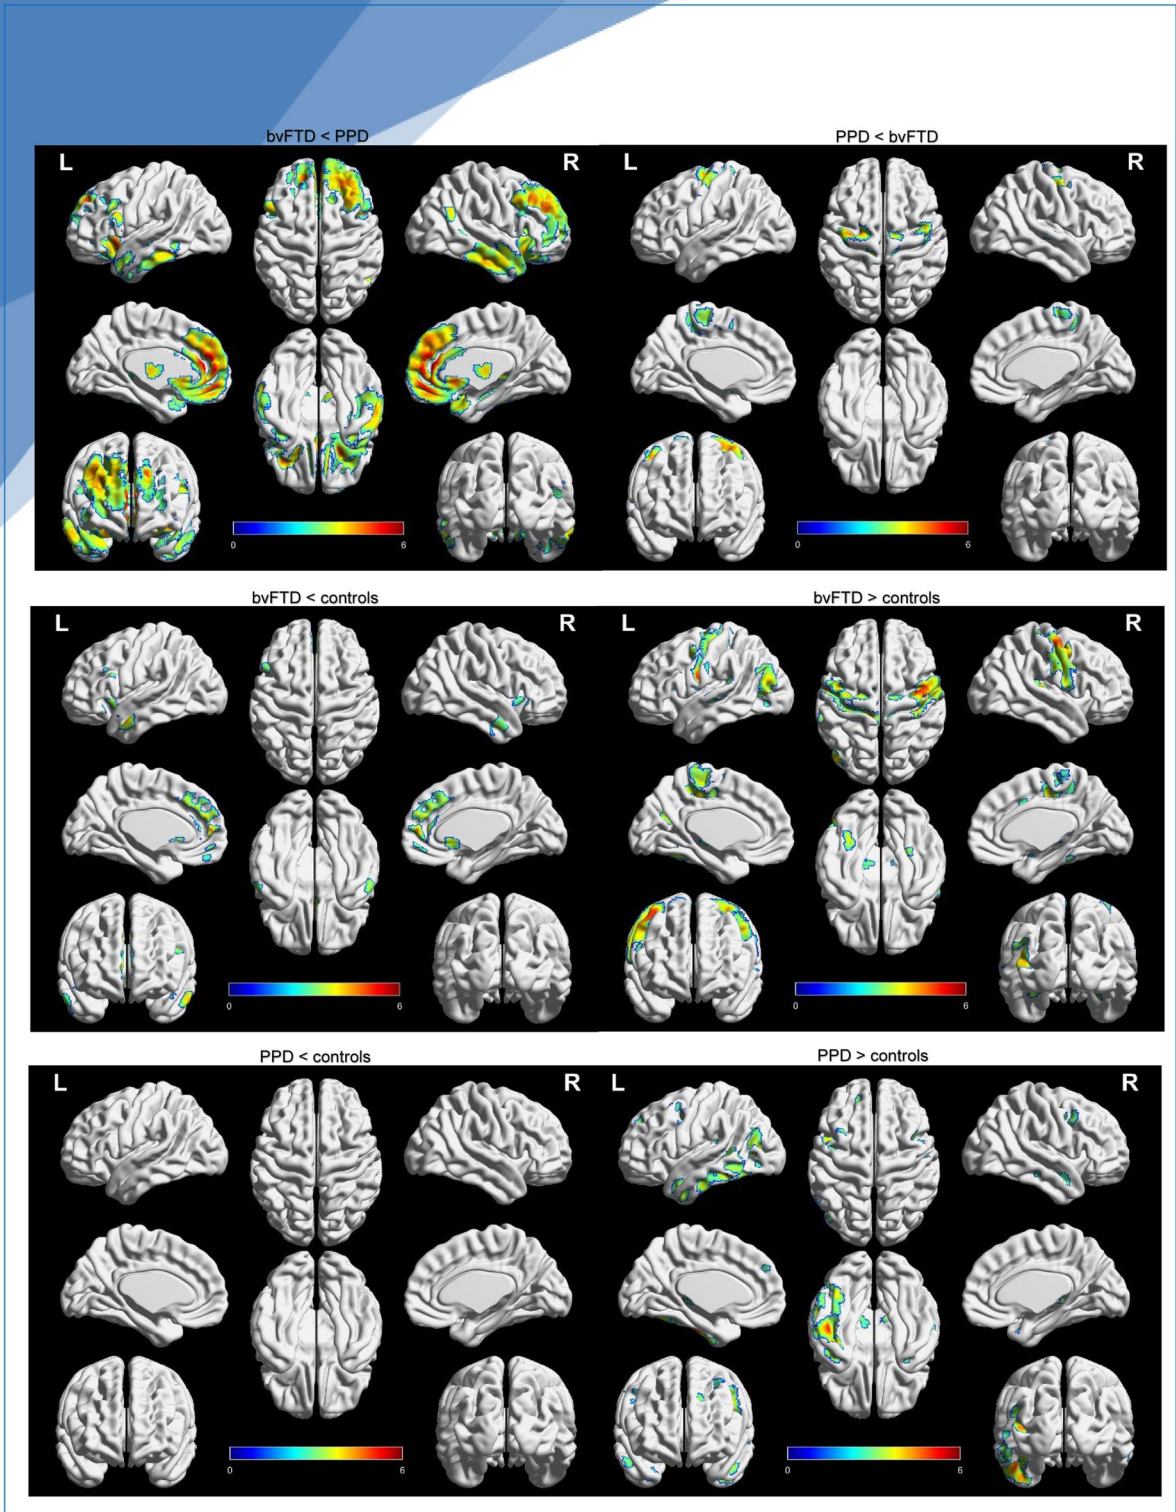 bvFTD < PPD
PPD < bvFTD
L
R
L
R
0
6
0
6
bvFTD < controls
bvFTD > controls
L
R
L
R
0
6
0
6
PPD < controls
PPD > controls
L
R
L
R
0
6
0
6